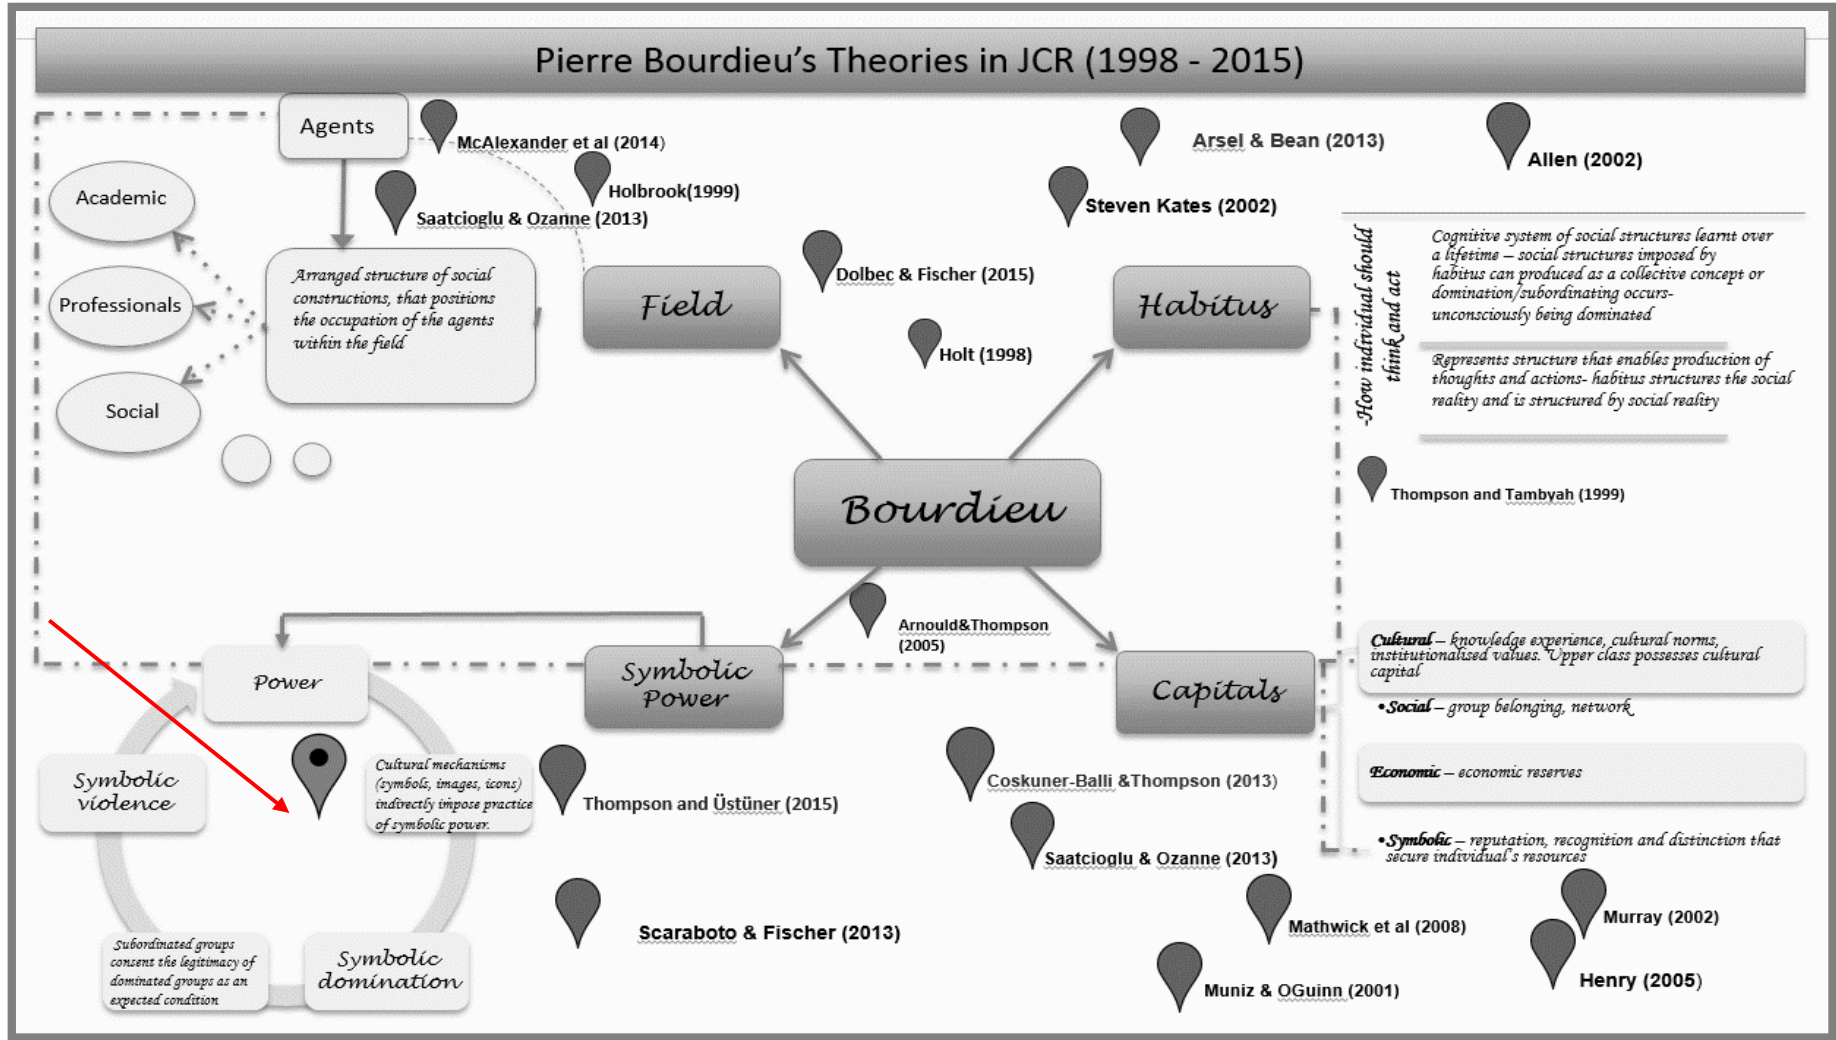 Pierre Bourdieu’s Theories in JCR (1998 - 2015)
Agents
McAlexander et al (2014)
Holbrook(1999)
Saatcioglu & Ozanne (2013)
Academic
Professionals
Social
Arranged structure of social
constructions, that positions
the occupation of the agents
within the field
Field
Dolbec & Fischer (2015)
Holt (1998)
Arsel & Bean (2013)
Allen (2002)
Steven Kates (2002)
Habitus
-How individual should
think and act
Cognitive system of social structures learnt over
a lifetime – social structures imposed by
habitus can produced as a collective concept or
domination/subordinating occurs-
unconsciously being dominated
Represents structure that enables production of
thoughts and actions- habitus structures the social
reality and is structured by social reality
Thompson and Tambyah (1999)
Bourdieu
Arnould&Thompson
(2005)
Symbolic
Power
Power
Symbolic
violence
Cultural mechanisms
(symbols, images, icons)
indirectly impose practice
of symbolic power.
Thompson and Üstüner (2015)
Subordinated groups
consent the legitimacy of
dominated groups as an
expected condition
Symbolic
domination
Scaraboto & Fischer (2013)
Capitals
Cultural – knowledge experience, cultural norms,
institutionalised values. Upper class possesses cultural
capital
•Social – group belonging, network
Economic – economic reserves
•Symbolic – reputation, recognition and distinction that
secure individual's resources
Coskuner-Balli &Thompson (2013)
Saatcioglu & Ozanne (2013)
Mathwick et al (2008)
Muniz & OGuinn (2001)
Murray (2002)
Henry (2005)